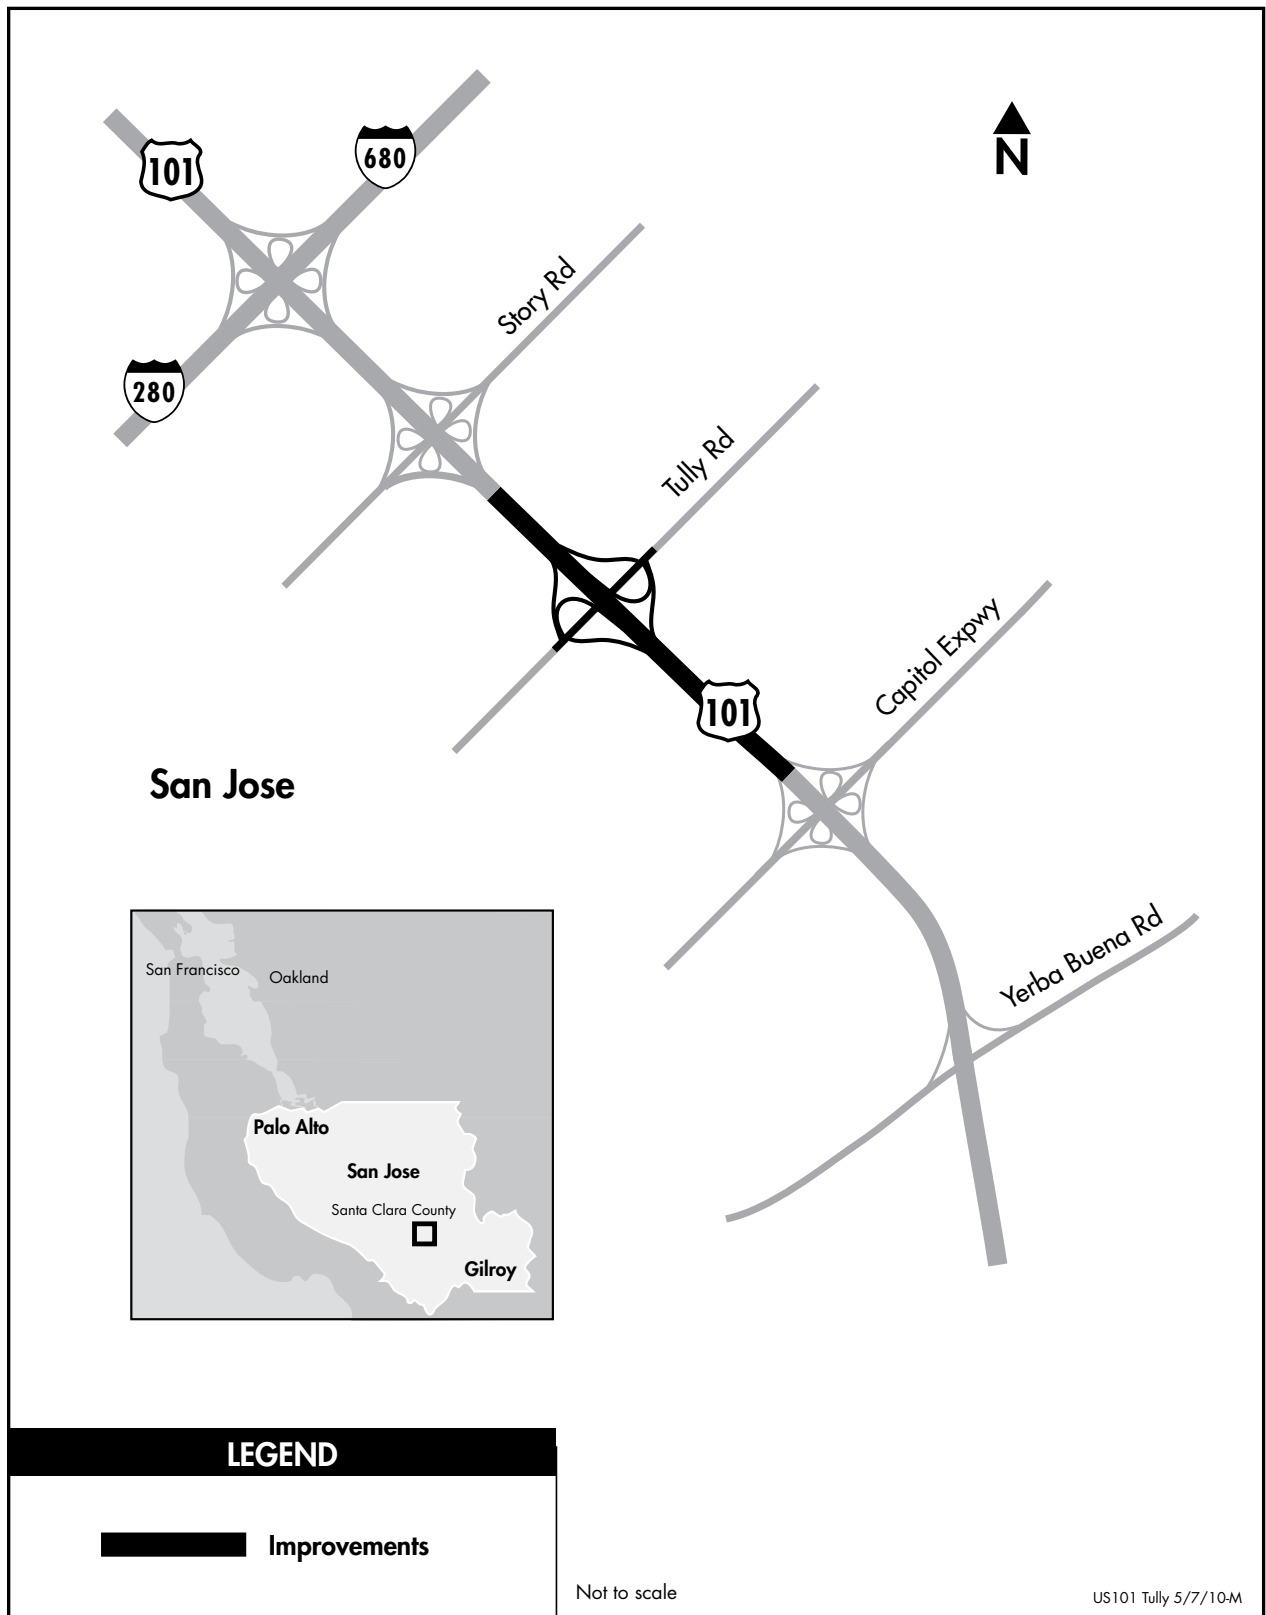 101
680
N
Story Rd
280
Tully Rd
Capitol Expwy
101
San Jose
Yerba Buena Rd
San Francisco
Oakland
Palo Alto
San Jose
Santa Clara County
Gilroy
LEGEND
Improvements
Not to scale
US101 Tully 5/7/10-M